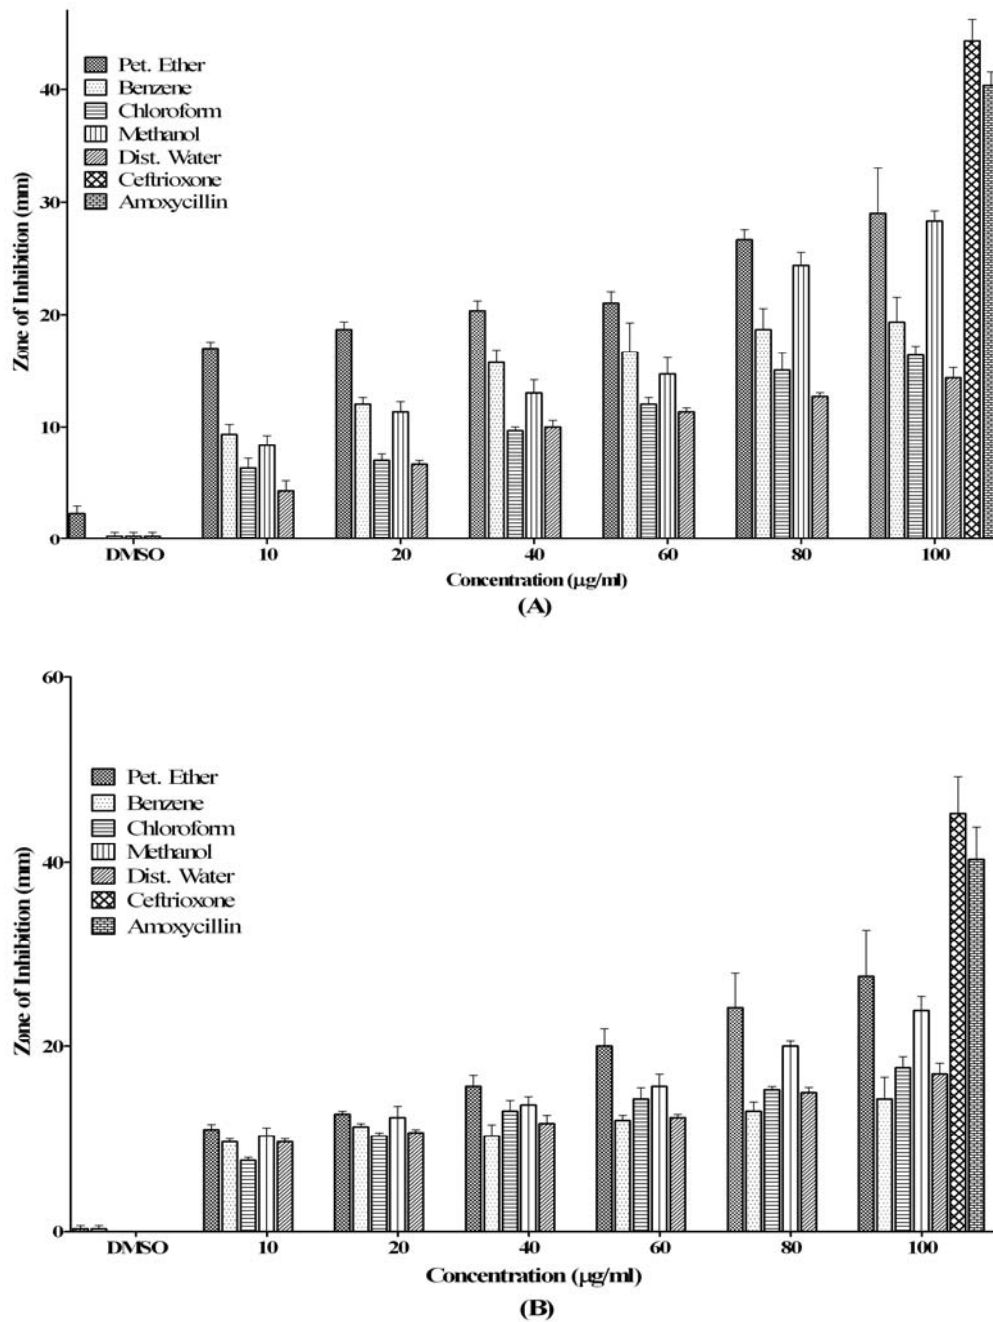 Pet. Ether
Benzene
Chloroform
Methanol
Dist. Water
Ceftrioxone
Amoxycillin
Zone of Inhibition (mm)
40
30
20
10
0
DMSO 10 20 40 60 80 100
Concentration (μg/ml)
(A)
60
Pet. Ether
Benzene
Chloroform
Methanol
Dist. Water
Ceftrioxone
Amoxycillin
Zone of Inhibition (mm)
40
20
0
DMSO 10 20 40 60 80 100
Concentration (μg/ml)
(B)